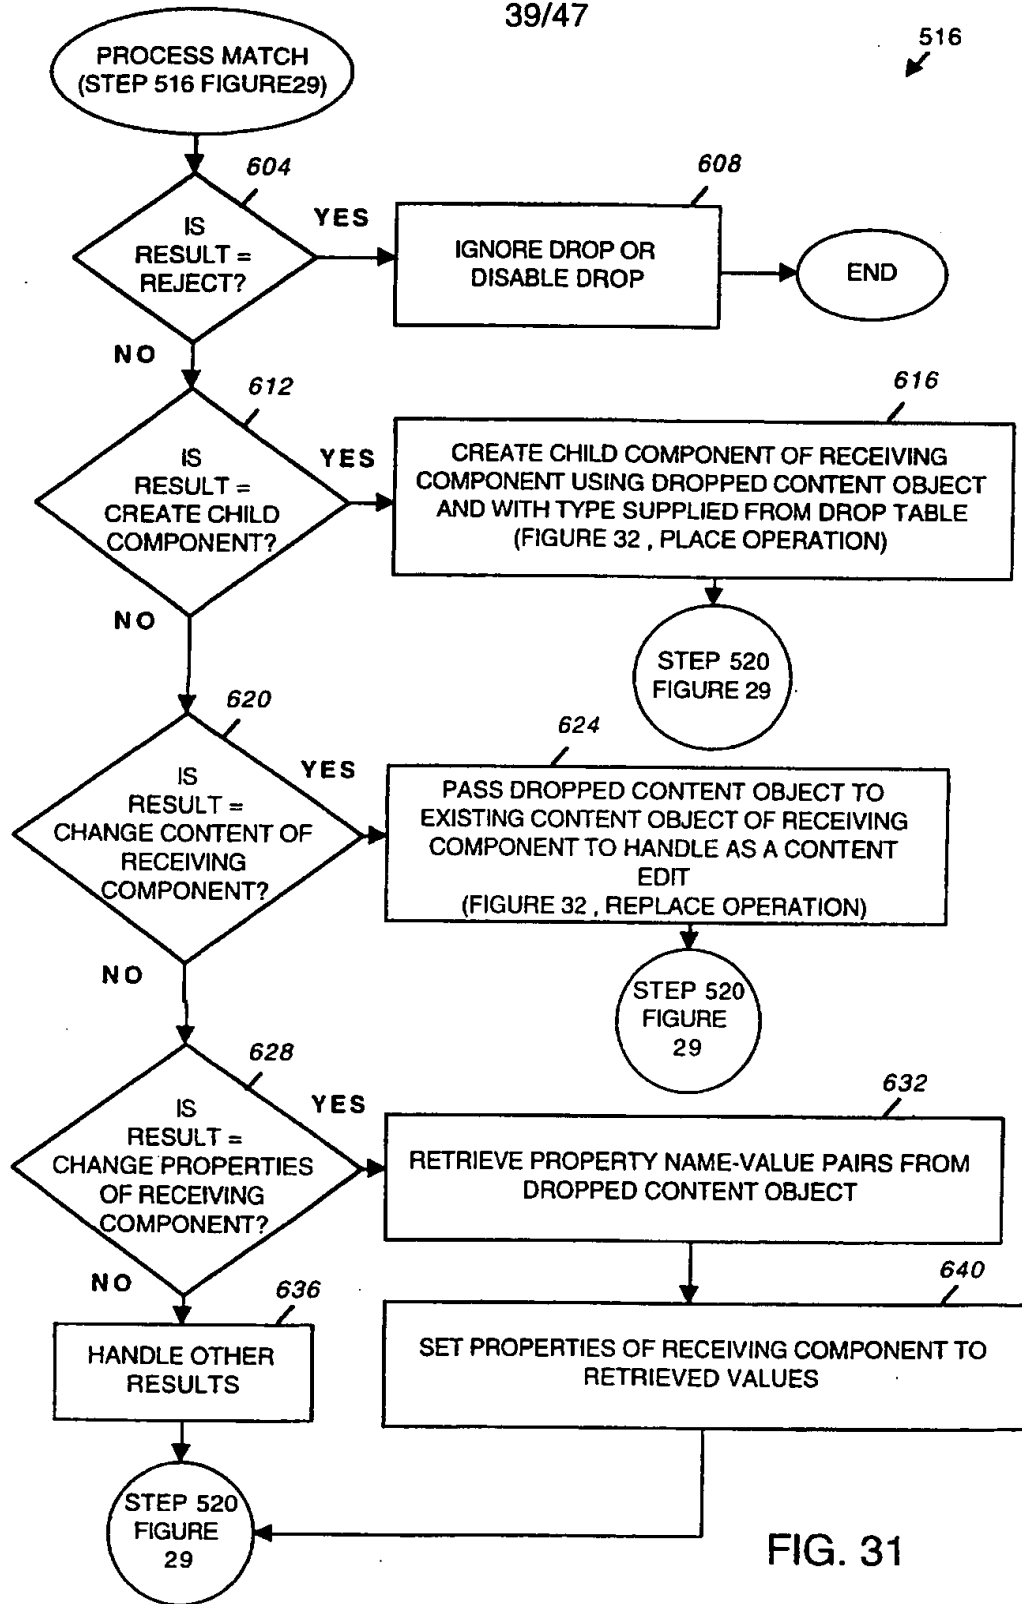 39/47
516
PROCESS MATCH
(STEP 516 FIGURE29)
604
IS
RESULT =
REJECT?
YES
608
IGNORE DROP OR
DISABLE DROP
END
NO
612
IS
RESULT =
CREATE CHILD
COMPONENT?
YES
616
CREATE CHILD COMPONENT OF RECEIVING
COMPONENT USING DROPPED CONTENT OBJECT
AND WITH TYPE SUPPLIED FROM DROP TABLE
(FIGURE 32 , PLACE OPERATION)
STEP 520
FIGURE 29
NO
620
IS
RESULT =
CHANGE CONTENT OF
RECEIVING
COMPONENT?
YES
624
PASS DROPPED CONTENT OBJECT TO
EXISTING CONTENT OBJECT OF RECEIVING
COMPONENT TO HANDLE AS A CONTENT
EDIT
(FIGURE 32 , REPLACE OPERATION)
STEP 520
FIGURE
29
NO
628
IS
RESULT =
CHANGE PROPERTIES
OF RECEIVING
COMPONENT?
YES
632
RETRIEVE PROPERTY NAME-VALUE PAIRS FROM
DROPPED CONTENT OBJECT
640
SET PROPERTIES OF RECEIVING COMPONENT TO
RETRIEVED VALUES
NO
636
HANDLE OTHER
RESULTS
STEP 520
FIGURE
29
FIG. 31